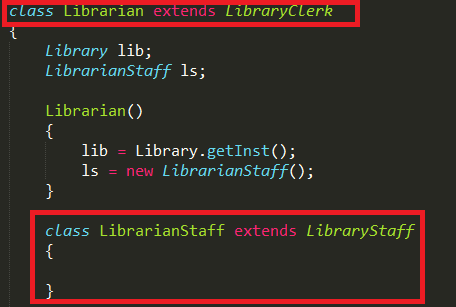 class Librarian extends LibraryClerk
{
Library lib;
LibrarianStaff ls;
Librarian()
{
lib = Library.getInst();
ls = new LibrarianStaff();
}
class LibrarianStaff extends LibraryStaff
{
}